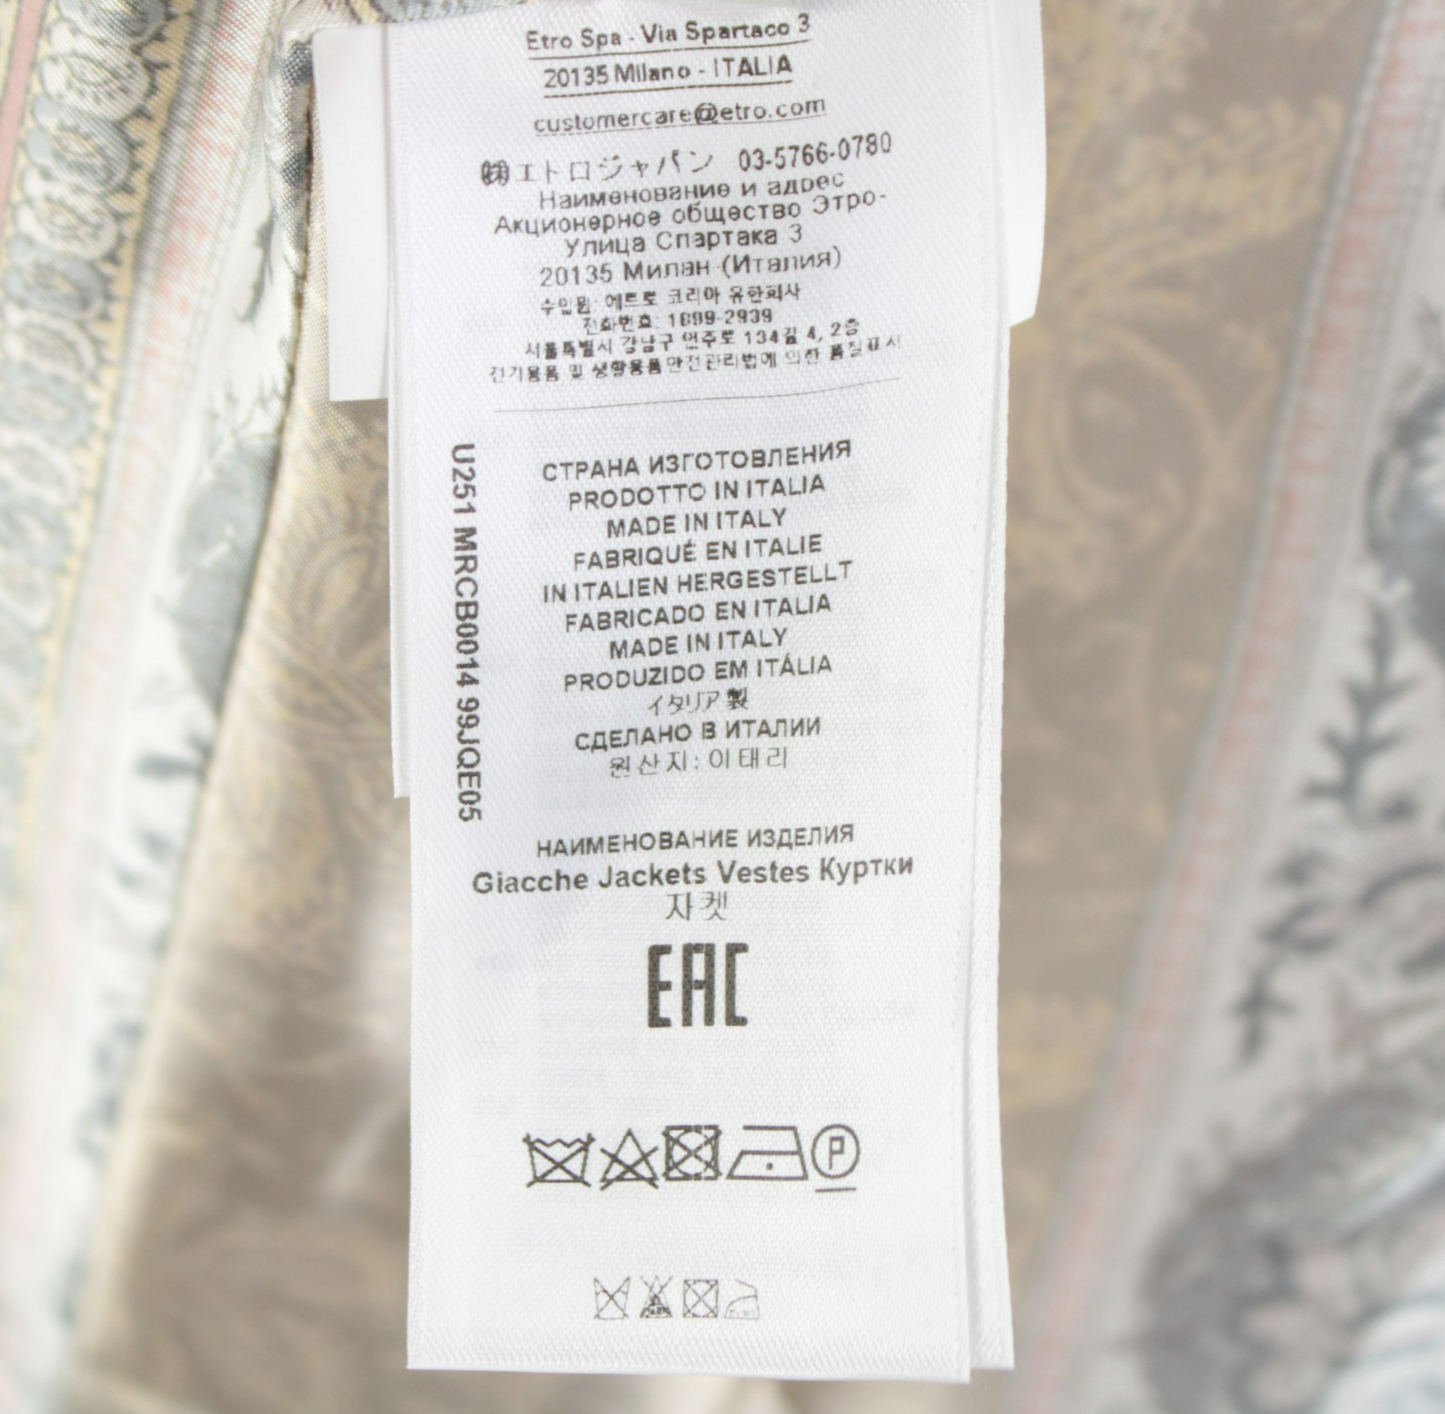 Etro Spa - Via Spartaco 3
20135 Milano - ITALIA
customercare@etro.com
㈱エトロジャパン 03-5766-0780
Наименование и адрес
Акционерное общество Этро-
Улица Спартака 3
20135 Милан-(Италия)
수입원: 에트로 코리아 유한회사
전화번호: 1899-2939
서울특별시 강남구 언주로 134길 4, 2층
전기용품 및 생활용품안전관리법에 의한 품질표시
U251 MRCB0014 99JQE05
СТРАНА ИЗГОТОВЛЕНИЯ
PRODOTTO IN ITALIA
MADE IN ITALY
FABRIQUÉ EN ITALIE
IN ITALIEN HERGESTELLT
FABRICADO EN ITALIA
MADE IN ITALY
PRODUZIDO EM ITÁLIA
イタリア製
СДЕЛАНО В ИТАЛИИ
원산지: 이태리
НАИМЕНОВАНИЕ ИЗДЕЛИЯ
Giacche Jackets Vestes Куртки
자켓
EAC
P